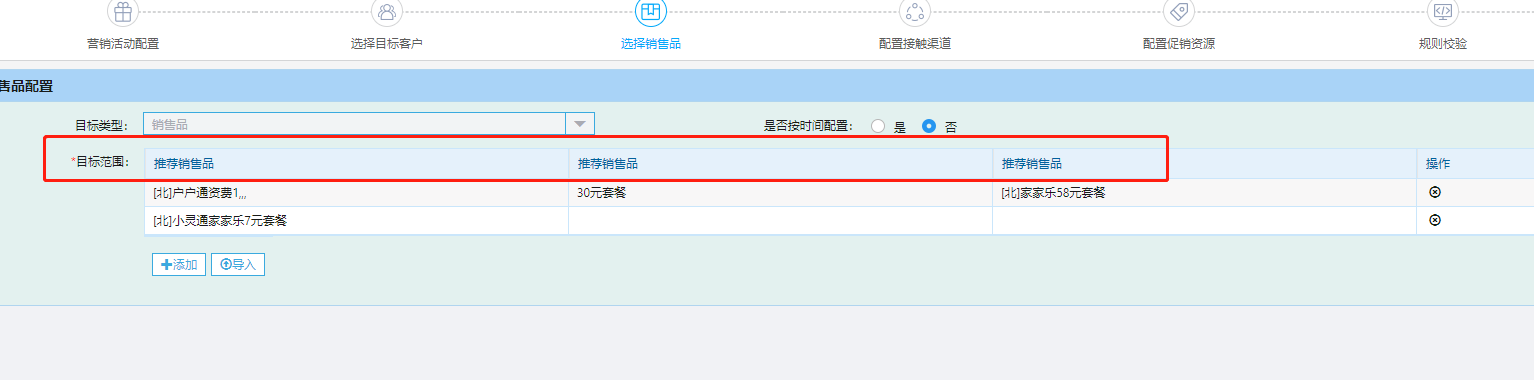 营销活动配置
选择目标客户
选择销售品
配置接触渠道
配置促销资源
规则校验
售品配置
目标类型：
销售品
是否按时间配置：
是
否
*目标范围：
推荐销售品
推荐销售品
推荐销售品
操作
[北]户户通资费1,,,
30元套餐
[北]家家乐58元套餐
[北]小灵通家家乐7元套餐
添加
导入